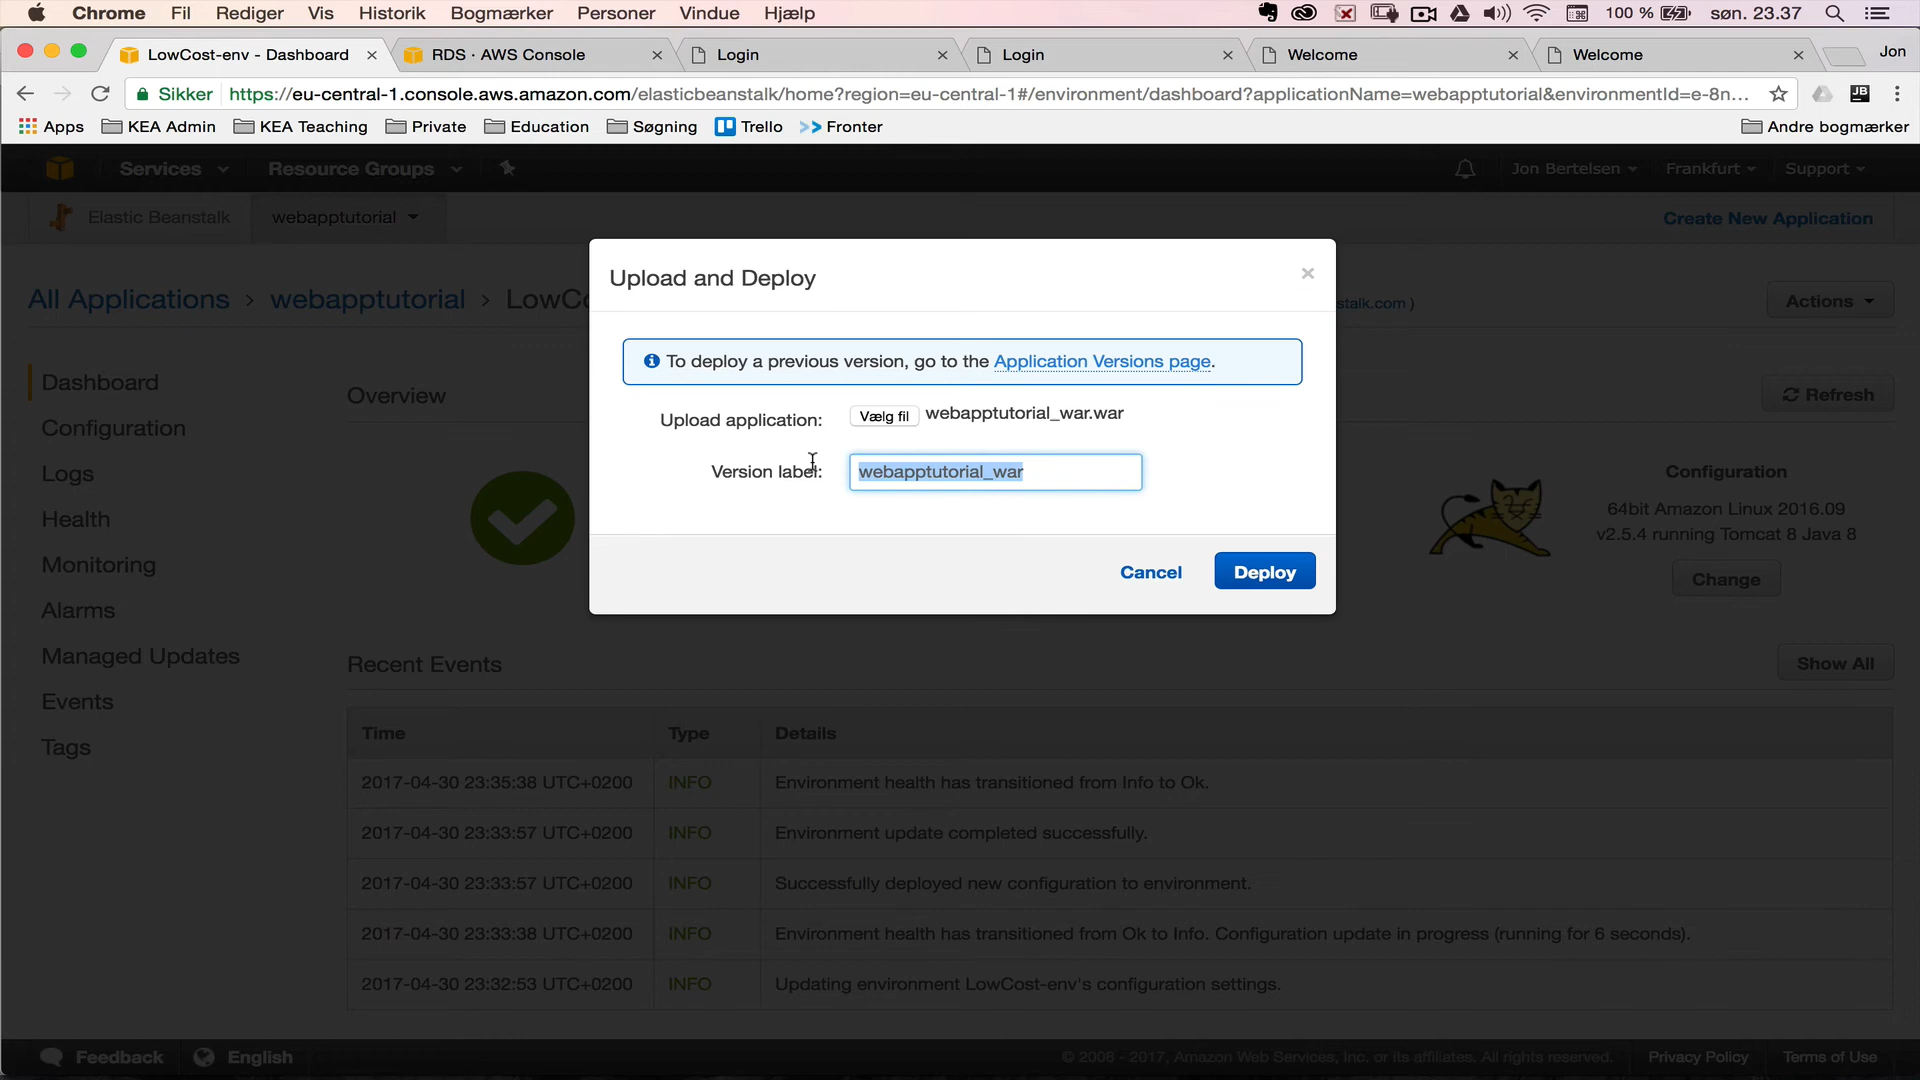 Chrome Fil Rediger Vis Historik Bogmærker Personer Vindue Hjælp 100 % søn. 23.37
LowCost-env - Dashboard RDS · AWS Console Login Login Welcome Welcome Jon
Sikker https://eu-central-1.console.aws.amazon.com/elasticbeanstalk/home?region=eu-central-1#/environment/dashboard?applicationName=webapptutorial&environmentId=e-8n...
Apps KEA Admin KEA Teaching Private Education Søgning Trello Fronter Andre bogmærker
Services Resource Groups Jon Bertelsen Frankfurt Support
Elastic Beanstalk webapptutorial Create New Application
Upload and Deploy
All Applications > webapptutorial > LowCo stalk.com ) Actions
To deploy a previous version, go to the Application Versions page.
Dashboard
Overview
Refresh
Upload application: Vælg fil webapptutorial_war.war
Configuration
Logs
Version label: webapptutorial_war
Configuration
64bit Amazon Linux 2016.09
v2.5.4 running Tomcat 8 Java 8
Change
Health
Monitoring
Cancel Deploy
Alarms
Managed Updates
Recent Events Show All
Events
Tags
Time Type Details
2017-04-30 23:35:38 UTC+0200 INFO Environment health has transitioned from Info to Ok.
2017-04-30 23:33:57 UTC+0200 INFO Environment update completed successfully.
2017-04-30 23:33:57 UTC+0200 INFO Successfully deployed new configuration to environment.
2017-04-30 23:33:38 UTC+0200 INFO Environment health has transitioned from Ok to Info. Configuration update in progress (running for 6 seconds).
2017-04-30 23:32:53 UTC+0200 INFO Updating environment LowCost-env's configuration settings.
Feedback English © 2008 - 2017, Amazon Web Services, Inc. or its affiliates. All rights reserved. Privacy Policy Terms of Use